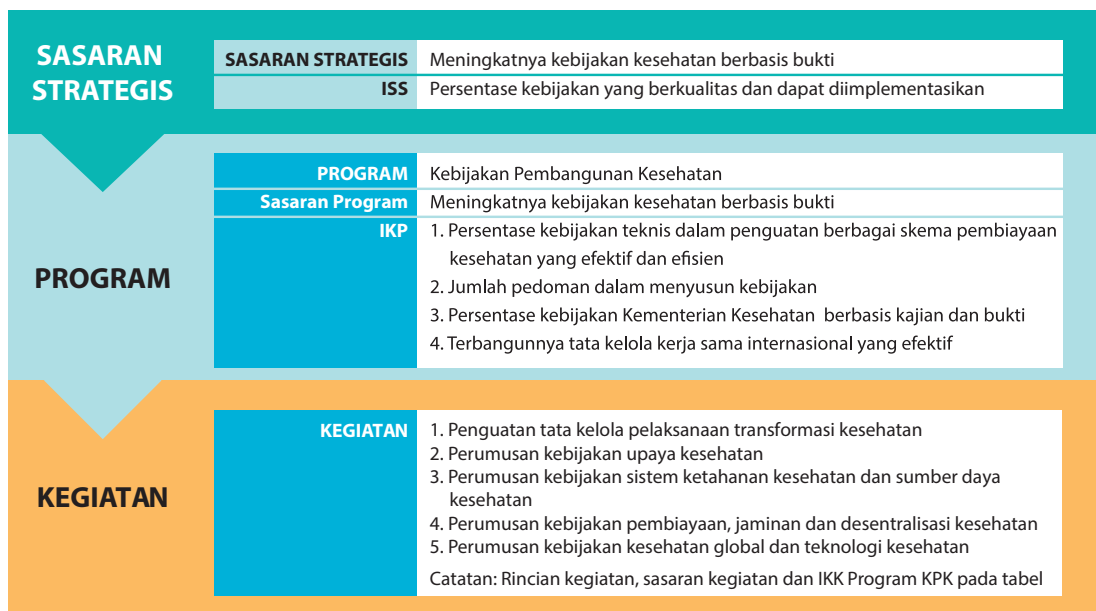 SASARAN
STRATEGIS
SASARAN STRATEGIS Meningkatnya kebijakan kesehatan berbasis bukti
ISS Persentase kebijakan yang berkualitas dan dapat diimplementasikan
PROGRAM
PROGRAM Kebijakan Pembangunan Kesehatan
Sasaran Program Meningkatnya kebijakan kesehatan berbasis bukti
IKP 1. Persentase kebijakan teknis dalam penguatan berbagai skema pembiayaan
kesehatan yang efektif dan efisien
2. Jumlah pedoman dalam menyusun kebijakan
3. Persentase kebijakan Kementerian Kesehatan berbasis kajian dan bukti
4. Terbangunnya tata kelola kerja sama internasional yang efektif
KEGIATAN
KEGIATAN 1. Penguatan tata kelola pelaksanaan transformasi kesehatan
2. Perumusan kebijakan upaya kesehatan
3. Perumusan kebijakan sistem ketahanan kesehatan dan sumber daya
kesehatan
4. Perumusan kebijakan pembiayaan, jaminan dan desentralisasi kesehatan
5. Perumusan kebijakan kesehatan global dan teknologi kesehatan
Catatan: Rincian kegiatan, sasaran kegiatan dan IKK Program KPK pada tabel